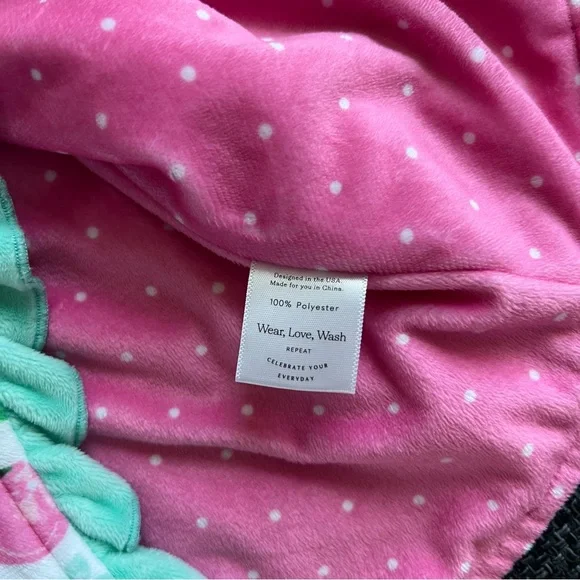 Designed in the USA.
Made for you in China.
100% Polyester
Wear, Love, Wash
REPEAT
CELEBRATE YOUR
EVERYDAY